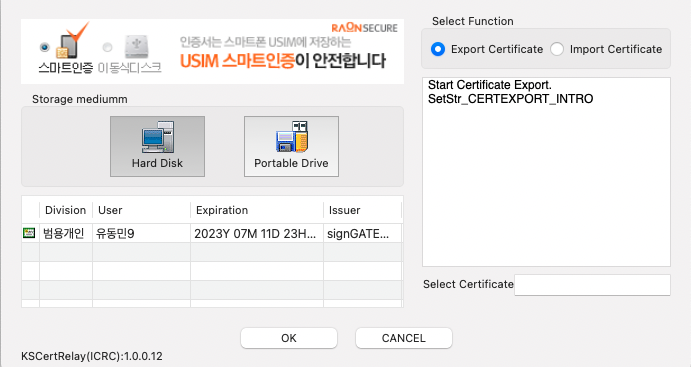 RAONSECURE
인증서는 스마트폰 USIM에 저장하는
USIM 스마트인증이 안전합니다
스마트인증 이동식디스크
Storage mediumm
Hard Disk
Portable Drive
Division User Expiration Issuer
범용개인 유동민9 2023Y 07M 11D 23H... signGATE...
Select Function
Export Certificate Import Certificate
Start Certificate Export.
SetStr_CERTEXPORT_INTRO
Select Certificate
OK CANCEL
KSCertRelay(ICRC):1.0.0.12